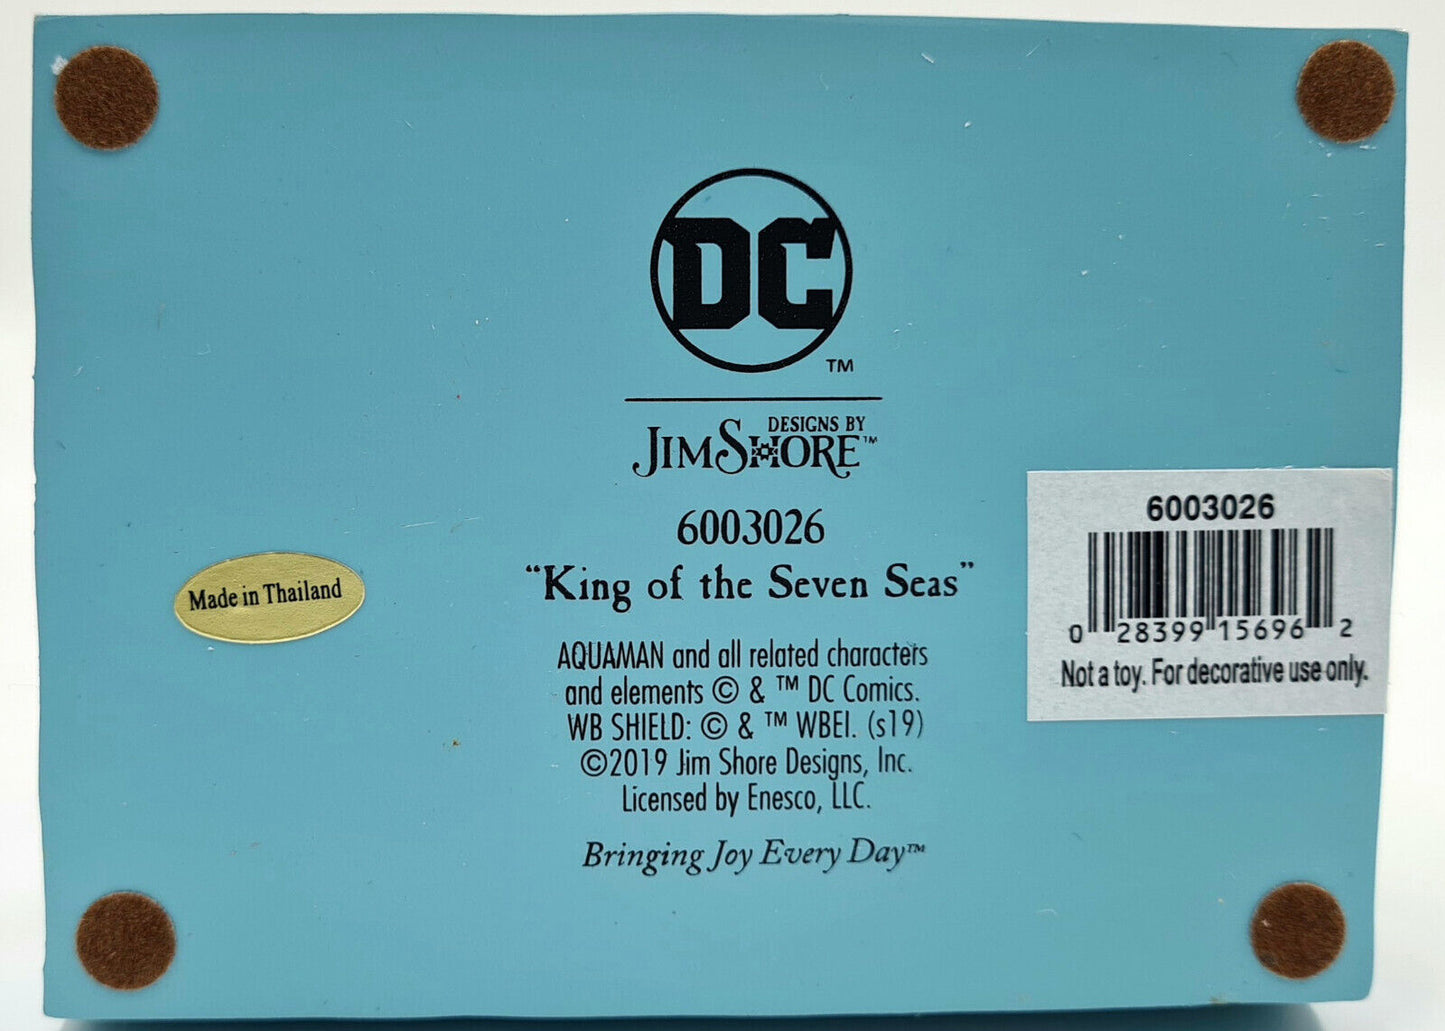 DC
TM
DESIGNS BY
JIM SHORE™
6003026
“King of the Seven Seas”
AQUAMAN and all related characters
and elements © & ™ DC Comics.
WB SHIELD: © & ™ WBEI. (s19)
©2019 Jim Shore Designs, Inc.
Licensed by Enesco, LLC.
Bringing Joy Every Day™
Made in Thailand
6003026
0 28399 15696 2
Not a toy. For decorative use only.